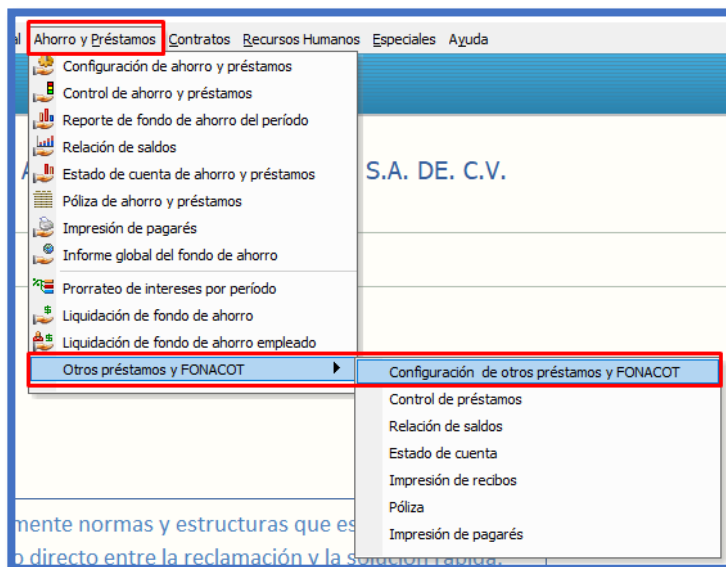 Ahorro y Préstamos Contratos Recursos Humanos Especiales Ayuda
Configuración de ahorro y préstamos
Control de ahorro y préstamos
Reporte de fondo de ahorro del período
Relación de saldos
Estado de cuenta de ahorro y préstamos
S.A. DE. C.V.
Póliza de ahorro y préstamos
Impresión de pagarés
Informe global del fondo de ahorro
Prorrateo de intereses por período
Liquidación de fondo de ahorro
Liquidación de fondo de ahorro empleado
Otros préstamos y FONACOT
Configuración de otros préstamos y FONACOT
Control de préstamos
Relación de saldos
Estado de cuenta
Impresión de recibos
Póliza
Impresión de pagarés
mente normas y estructuras que es
o directo entre la reclamación y la solución rápida.